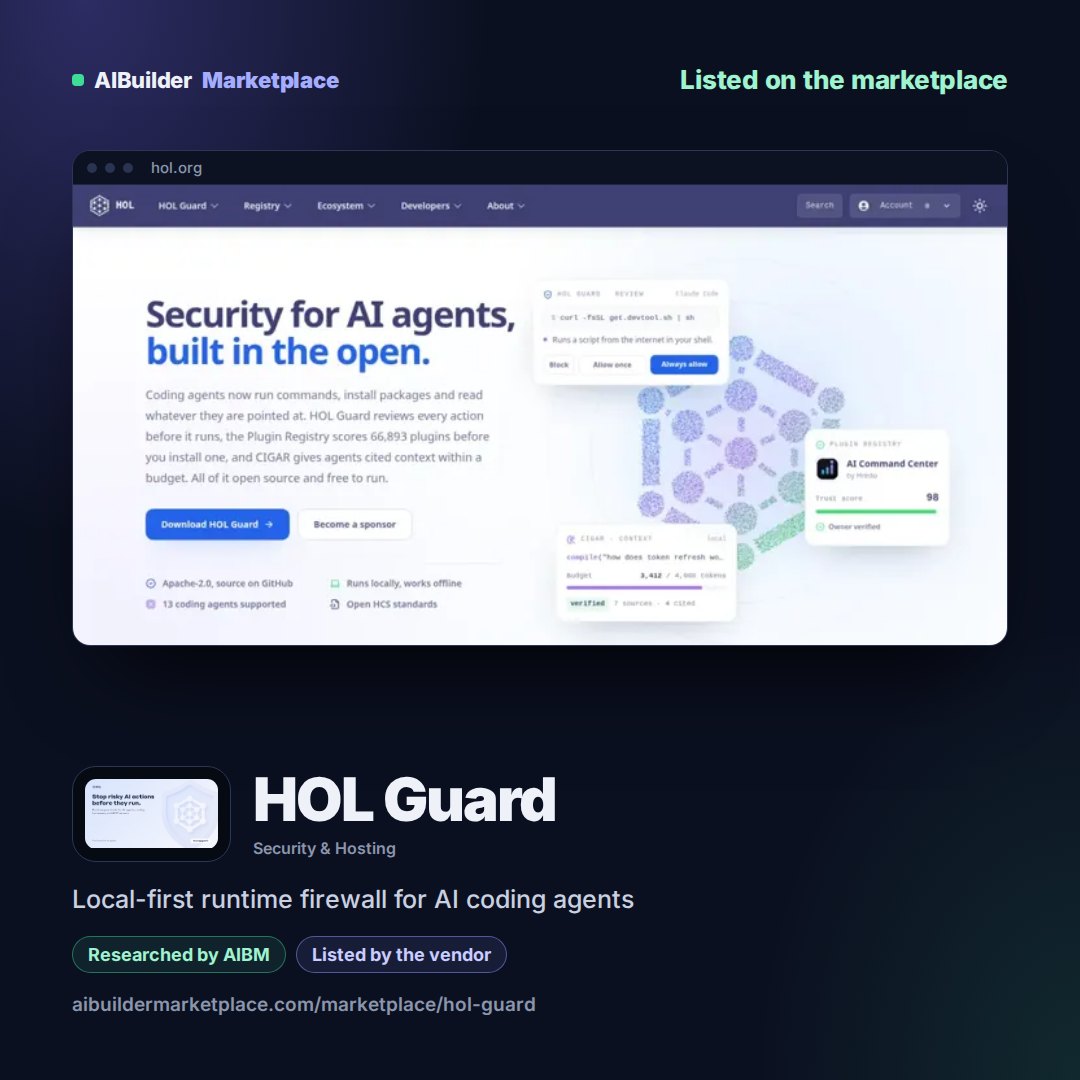 AIBuilder Marketplace
Listed on the marketplace
hol.org
HOL
HOL Guard
Registry
Ecosystem
Developers
About
Search
Account
Security for AI agents,
built in the open.
Coding agents now run commands, install packages and read
whatever they are pointed at. HOL Guard reviews every action
before it runs, the Plugin Registry scores 66,893 plugins before
you install one, and CIGAR gives agents cited context within a
budget. All of it open source and free to run.
Download HOL Guard →
Become a sponsor
Apache-2.0, source on GitHub
Runs locally, works offline
13 coding agents supported
Open HCS standards
HOL GUARD REVIEW
Claude Code
$ curl -fsSL get.devtool.sh | sh
Runs a script from the internet in your shell.
Block
Allow once
Always allow
PLUGIN REGISTRY
AI Command Center
Trust score
98
Owner verified
CIGAR · CONTEXT
local
compile("how does token refresh wo…
Budget
3,412 / 4,000 tokens
verified
7 sources · 4 cited
Stop risky AI actions
before they run.
HOL Guard
Security & Hosting
Local-first runtime firewall for AI coding agents
Researched by AIBM
Listed by the vendor
aibuildermarketplace.com/marketplace/hol-guard